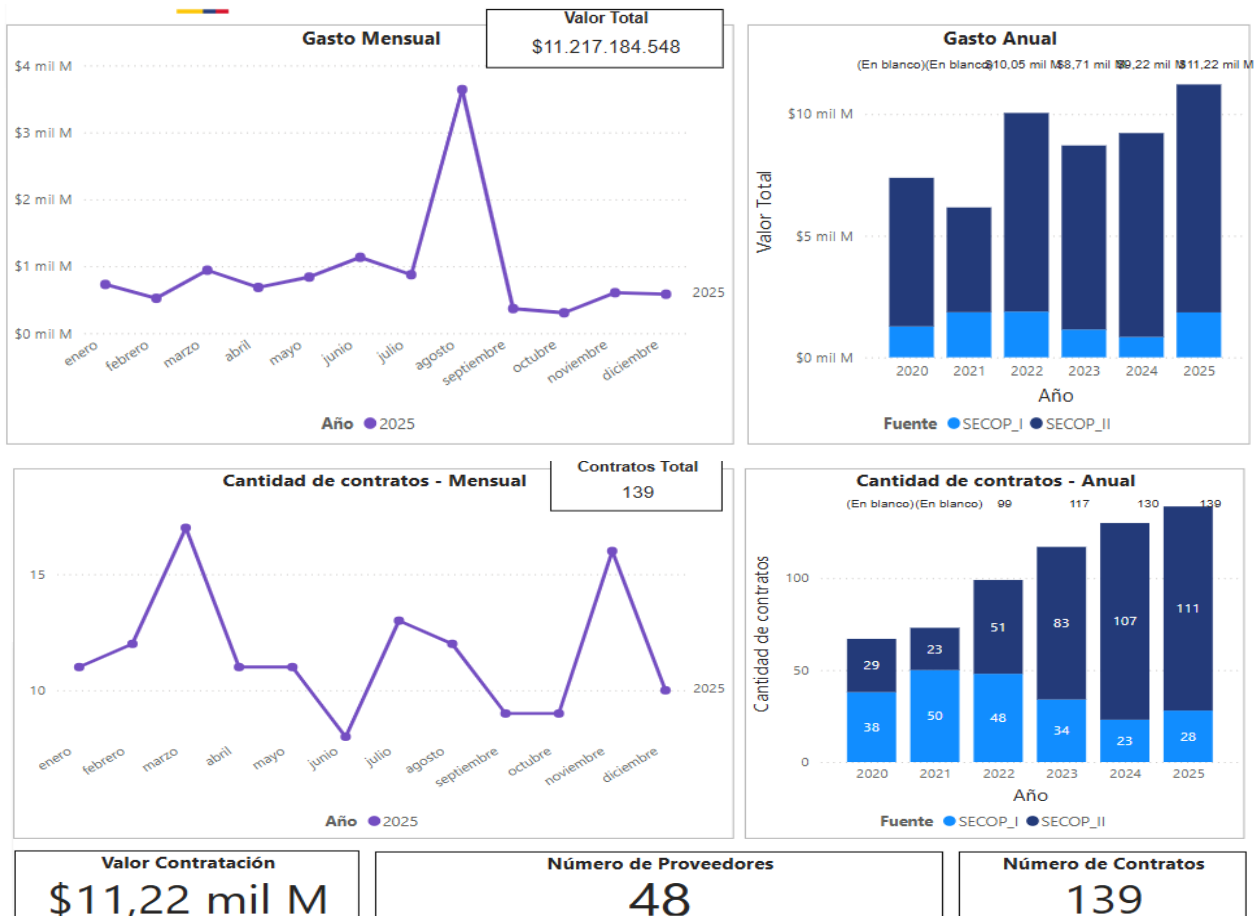 Gasto Mensual
Valor Total
$11.217.184.548
$4 mil M
$3 mil M
$2 mil M
$1 mil M
$0 mil M
enero
febrero
marzo
abril
mayo
junio
julio
agosto
septiembre
octubre
noviembre
diciembre
2025
Año 2025
Gasto Anual
(En blanco) (En blanco) $10,05 mil M $8,71 mil M $9,22 mil M $11,22 mil M
Valor Total
$10 mil M
$5 mil M
$0 mil M
2020 2021 2022 2023 2024 2025
Año
Fuente SECOP_I SECOP_II
Cantidad de contratos - Mensual
Contratos Total
139
15
10
enero
febrero
marzo
abril
mayo
junio
julio
agosto
septiembre
octubre
noviembre
diciembre
2025
Año 2025
Cantidad de contratos - Anual
(En blanco) (En blanco) 99 117 130 139
Cantidad de contratos
100
50
0
29 23 51 83 107 111
38 50 48 34 23 28
2020 2021 2022 2023 2024 2025
Año
Fuente SECOP_I SECOP_II
Valor Contratación
$11,22 mil M
Número de Proveedores
48
Número de Contratos
139